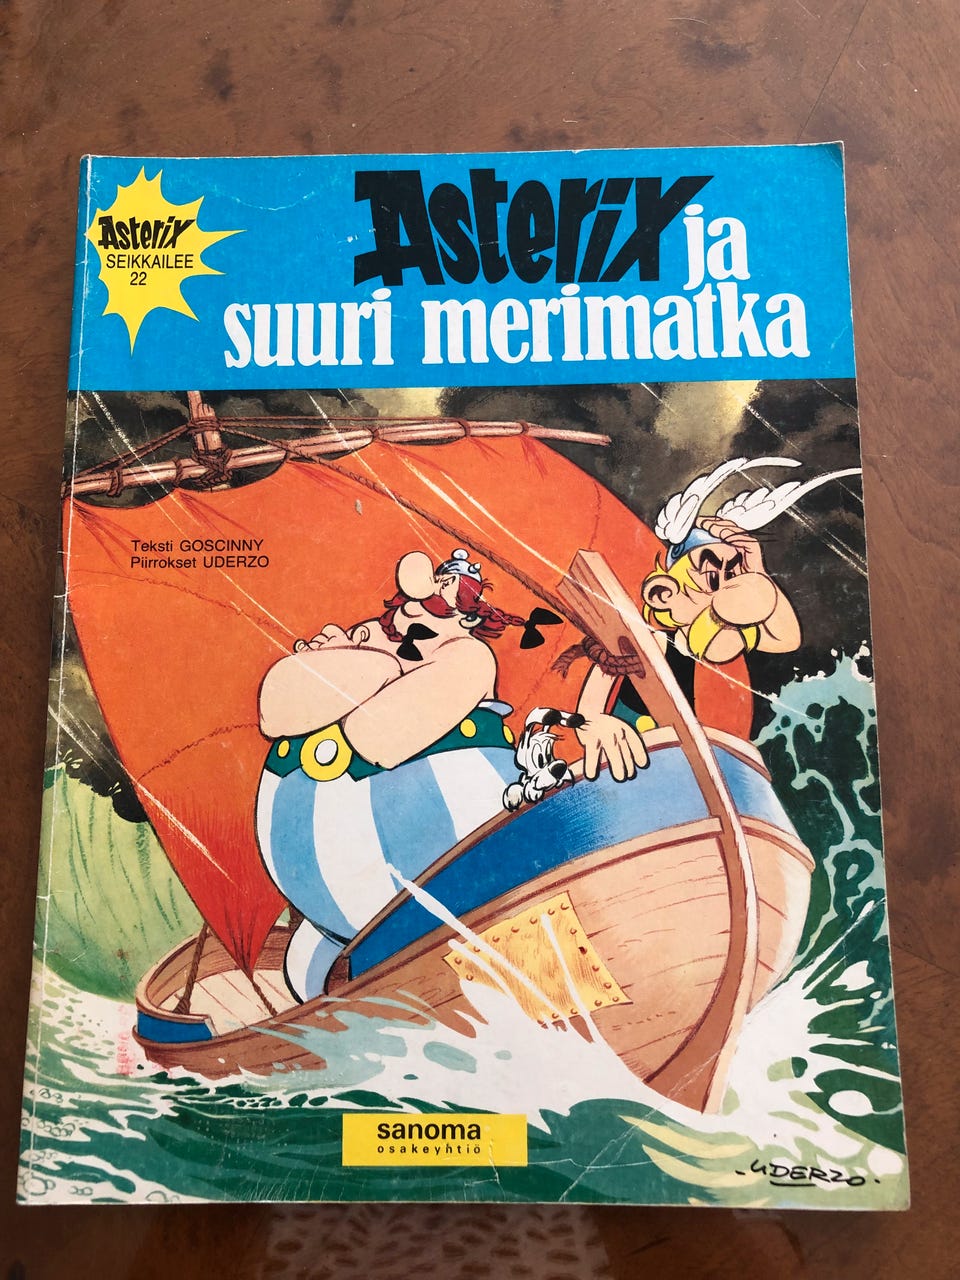 Asterix
SEIKKAILEE
22
Asterix ja
suuri merimatka
Teksti GOSCINNY
Piirrokset UDERZO
sanoma
osakeyhtiö
-UDERZO-